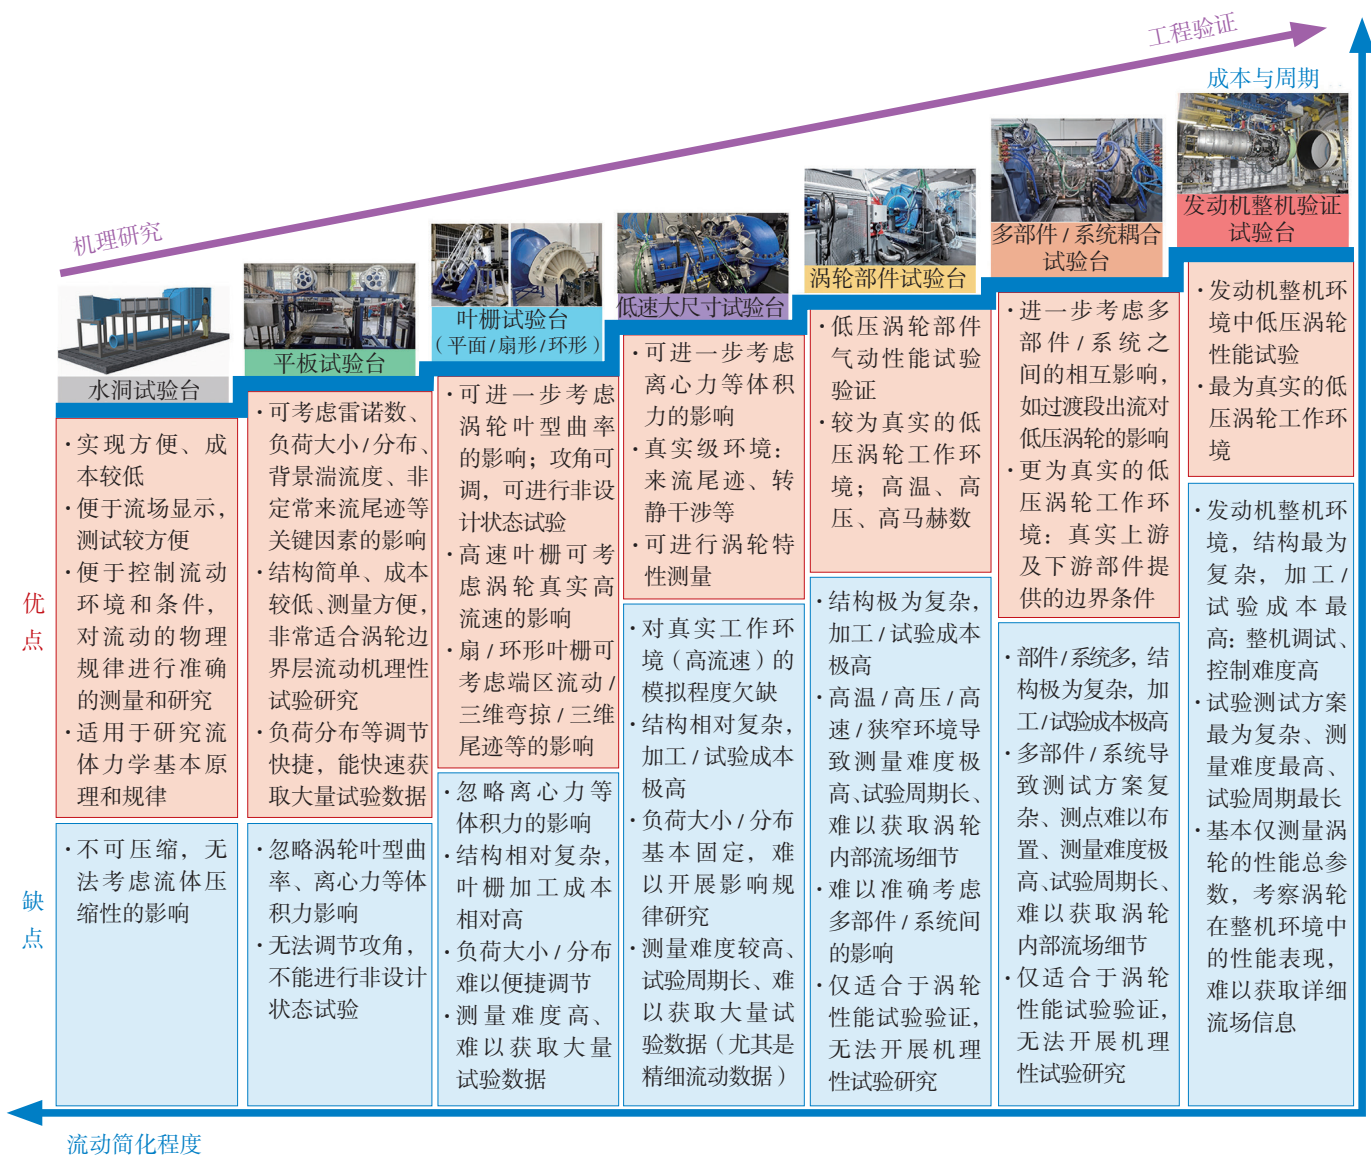 工程验证
成本与周期
机理研究
水洞试验台
平板试验台
叶栅试验台
（平面/扇形/环形）
低速大尺寸试验台
涡轮部件试验台
多部件/系统耦合
试验台
发动机整机验证
试验台
优
点
·实现方便、成
本较低
·便于流场显示，
测试较方便
·便于控制流动
环境和条件，
对流动的物理
规律进行准确
的测量和研究
·适用于研究流
体力学基本原
理和规律
·可考虑雷诺数、
负荷大小/分布、
背景湍流度、非
定常来流尾迹等
关键因素的影响
·结构简单、成本
较低、测量方便，
非常适合涡轮边
界层流动机理性
试验研究
·负荷分布等调节
快捷，能快速获
取大量试验数据
·可进一步考虑
涡轮叶型曲率
的影响；攻角可
调，可进行非设
计状态试验
·高速叶栅可考
虑涡轮真实高
流速的影响
·扇/环形叶栅可
考虑端区流动/
三维弯掠/三维
尾迹等的影响
·可进一步考虑
离心力等体积
力的影响
·真实级环境：
来流尾迹、转
静干涉等
·可进行涡轮特
性测量
·低压涡轮部件
气动性能试验
验证
·较为真实的低
压涡轮工作环
境；高温、高
压、高马赫数
·进一步考虑多
部件/系统之
间的相互影响，
如过渡段出流对
低压涡轮的影响
·更为真实的低
压涡轮工作环
境：真实上游
及下游部件提
供的边界条件
·发动机整机环
境中低压涡轮
性能试验
·最为真实的低
压涡轮工作环
境
缺
点
·不可压缩，无
法考虑流体压
缩性的影响
·忽略涡轮叶型曲
率、离心力等体
积力影响
·无法调节攻角，
不能进行非设计
状态试验
·忽略离心力等
体积力的影响
·结构相对复杂，
叶栅加工成本
相对高
·负荷大小/分布
难以便捷调节
·测量难度高、
难以获取大量
试验数据
·对真实工作环
境（高流速）的
模拟程度欠缺
·结构相对复杂，
加工/试验成本
极高
·负荷大小/分布
基本固定，难
以开展影响规
律研究
·测量难度较高、
试验周期长、难
以获取大量试
验数据（尤其是
精细流动数据）
·结构极为复杂，
加工/试验成本
极高
·高温/高压/高
速/狭窄环境导
致测量难度极
高、试验周期长、
难以获取涡轮
内部流场细节
·难以准确考虑
多部件/系统间
的影响
·仅适合于涡轮
性能试验验证，
无法开展机理
性试验研究
·部件/系统多，结
构极为复杂，加
工/试验成本极高
·多部件/系统导
致测试方案复
杂、测点难以布
置、测量难度极
高、试验周期长、
难以获取涡轮
内部流场细节
·仅适合于涡轮
性能试验验证，
无法开展机理
性试验研究
·发动机整机环
境，结构最为
复杂，加工/
试验成本最
高；整机调试、
控制难度高
·试验测试方案
最为复杂、测
量难度最高、
试验周期最长
·基本仅测量涡
轮的性能总参
数，考察涡轮
在整机环境中
的性能表现，
难以获取详细
流场信息
流动简化程度